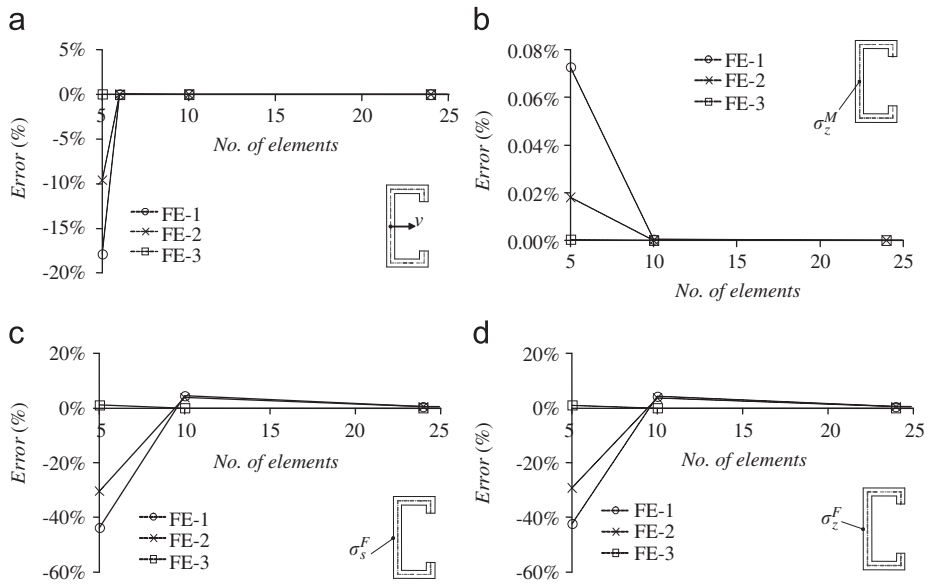 a
5%
0%
-5%
-10%
-15%
-20%
5
10
15
20
25
Error (%)
No. of elements
FE-1
FE-2
FE-3
v
b
0.08%
0.06%
0.04%
0.02%
0.00%
5
10
15
20
25
Error (%)
No. of elements
FE-1
FE-2
FE-3
σ_z^M
c
20%
0%
-20%
-40%
-60%
5
10
15
20
25
Error (%)
No. of elements
FE-1
FE-2
FE-3
σ_s^F
d
20%
0%
-20%
-40%
-60%
5
10
15
20
25
Error (%)
No. of elements
FE-1
FE-2
FE-3
σ_z^F